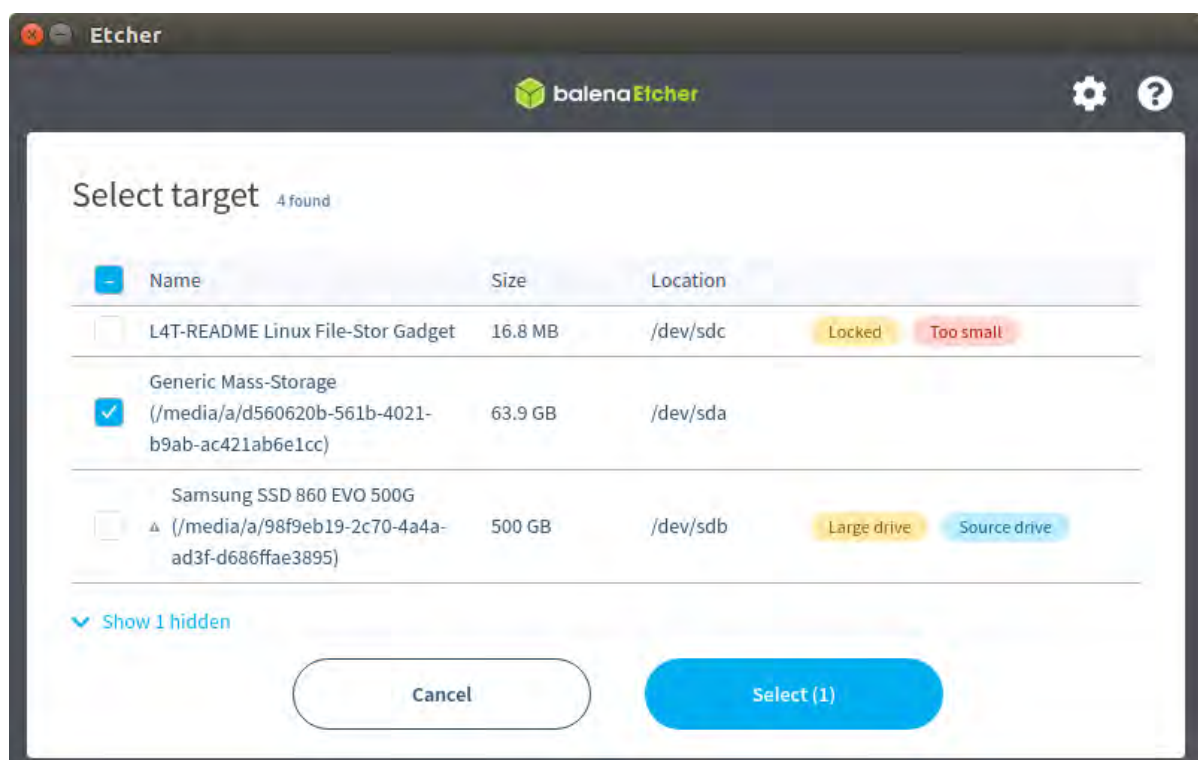 Etcher
balenaEtcher
Select target 4 found
Name Size Location
L4T-README Linux File-Stor Gadget 16.8 MB /dev/sdc Locked Too small
Generic Mass-Storage
(/media/a/d560620b-561b-4021- 63.9 GB /dev/sda
b9ab-ac421ab6e1cc)
Samsung SSD 860 EVO 500G
(/media/a/98f9eb19-2c70-4a4a- 500 GB /dev/sdb Large drive Source drive
ad3f-d686ffae3895)
Show 1 hidden
Cancel Select (1)